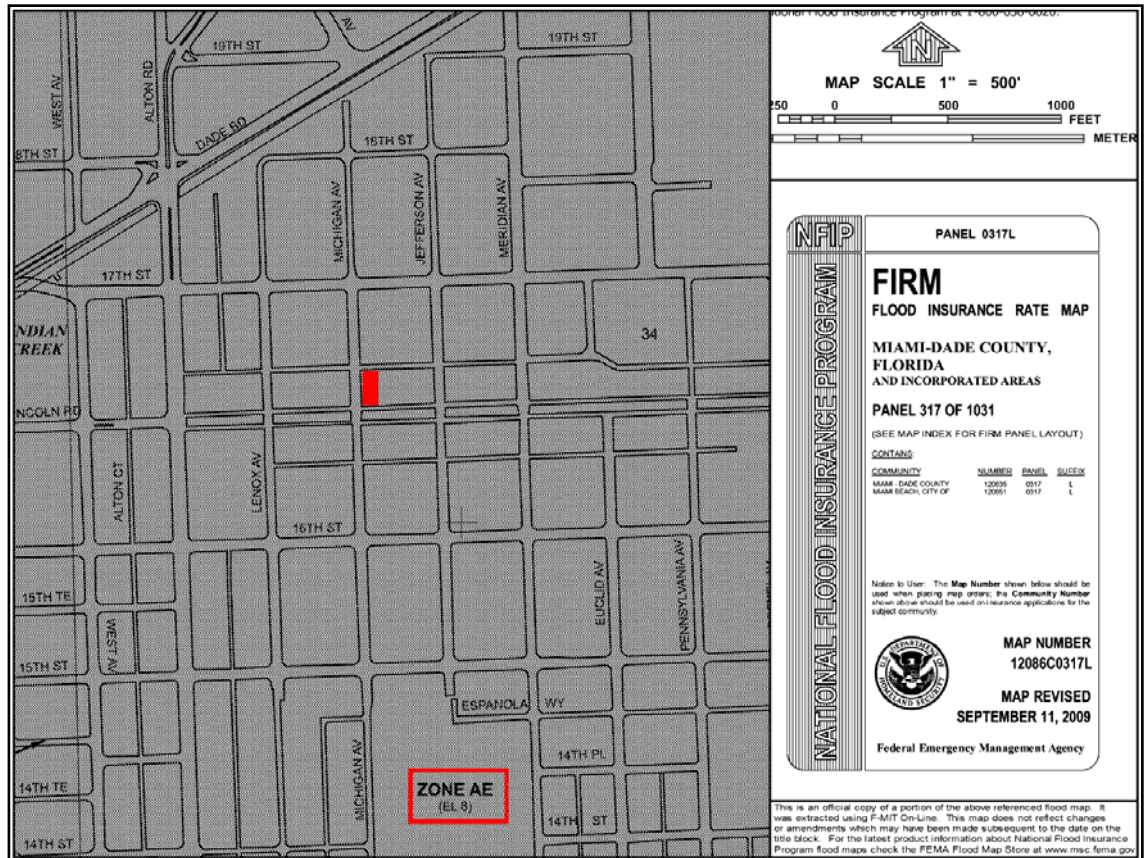 19TH ST
AV
19TH ST
WEST AV
ALTON RD
DADE BD
8TH ST
18TH ST
MICHIGAN AV
JEFFERSON AV
MERIDIAN AV
17TH ST
NDIAN
CREEK
34
NCOLN RD
ALTON CT
LENOX AV
16TH ST
EUCLID AV
PENNSYLVANIA AV
15TH TE
WEST AV
15TH ST
ESPANOLA WY
MICHIGAN AV
14TH PL
14TH TE
ZONE AE
(EL 8)
14TH ST
14TH ST
ational Flood Insurance Program at 1-800-638-6620.
N
MAP SCALE 1" = 500'
250 0 500 1000
FEET
METER
NFIP
NATIONAL FLOOD INSURANCE PROGRAM
PANEL 0317L
FIRM
FLOOD INSURANCE RATE MAP
MIAMI-DADE COUNTY,
FLORIDA
AND INCORPORATED AREAS
PANEL 317 OF 1031
(SEE MAP INDEX FOR FIRM PANEL LAYOUT)
CONTAINS:
COMMUNITY NUMBER PANEL SUFFIX
MIAMI - DADE COUNTY 120635 0317 L
MIAMI BEACH, CITY OF 120651 0317 L
Notice to User: The Map Number shown below should be
used when placing map orders; the Community Number
shown above should be used on insurance applications for the
subject community.
U.S. DEPARTMENT OF
HOMELAND SECURITY
MAP NUMBER
12086C0317L
MAP REVISED
SEPTEMBER 11, 2009
Federal Emergency Management Agency
This is an official copy of a portion of the above referenced flood map. It
was extracted using F-MIT On-Line. This map does not reflect changes
or amendments which may have been made subsequent to the date on the
title block. For the latest product information about National Flood Insurance
Program flood maps check the FEMA Flood Map Store at www.msc.fema.gov